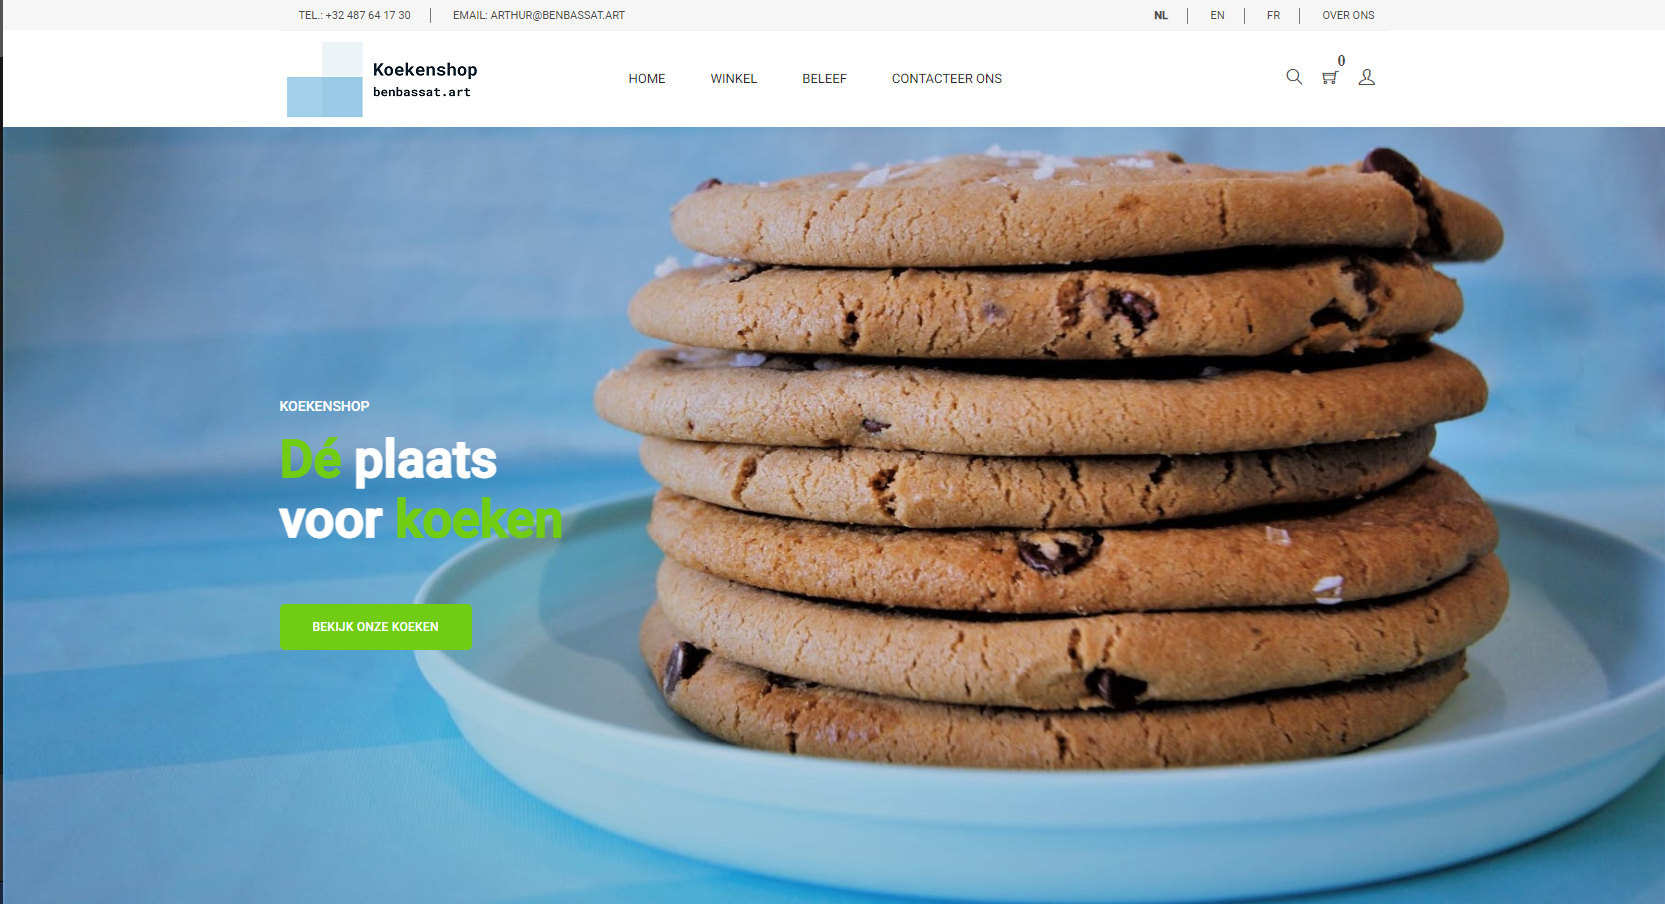 TEL.: +32 487 64 17 30
EMAIL: ARTHUR@BENBASSAT.ART
NL
EN
FR
OVER ONS
Koekenshop
benbassat.art
HOME
WINKEL
BELEEF
CONTACTEER ONS
0
KOEKENSHOP
Dé plaats
voor koeken
BEKIJK ONZE KOEKEN